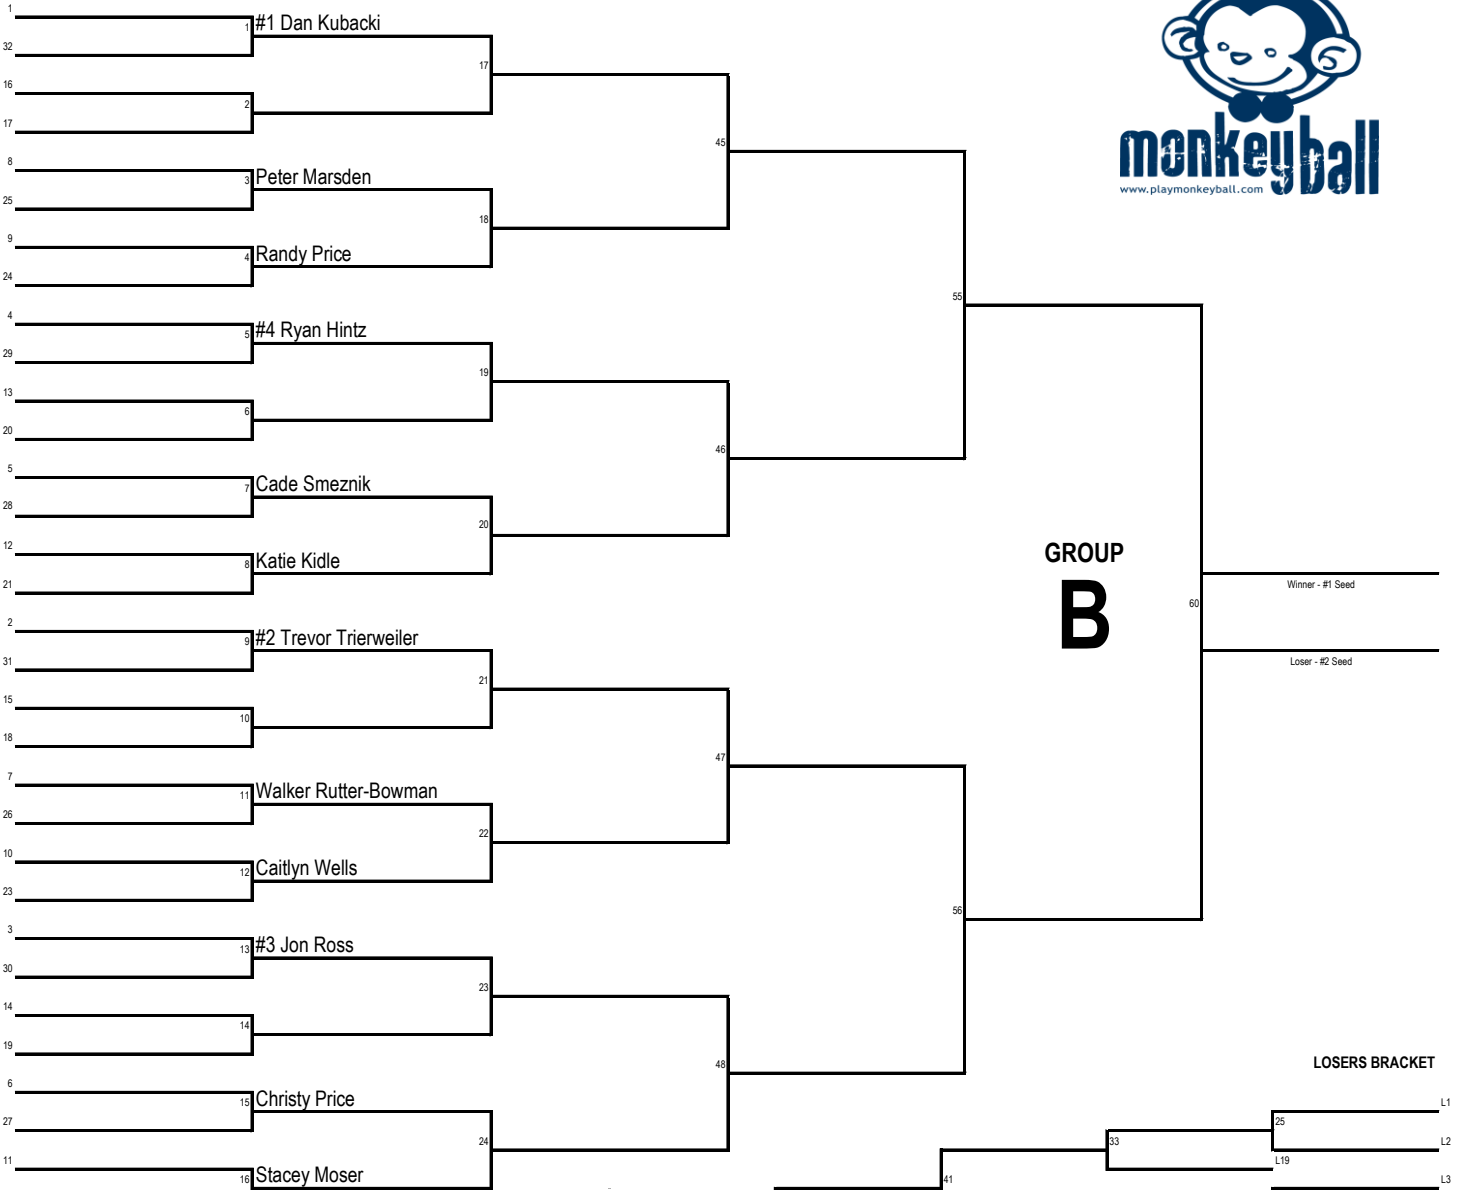 1
1 #1 Dan Kubacki
32
17
16
2
17
8
3 Peter Marsden
25
18
9
4 Randy Price
24
45
4
5 #4 Ryan Hintz
29
19
13
6
20
5
7 Cade Smeznik
28
20
12
8 Katie Kidle
21
46
55
2
9 #2 Trevor Trierweiler
31
21
15
10
18
7
11 Walker Rutter-Bowman
26
22
10
12 Caitlyn Wells
23
47
3
13 #3 Jon Ross
30
23
14
14
19
6
15 Christy Price
27
24
11
16 Stacey Moser
48
56
60
monkeyball
www.playmonkeyball.com
GROUP
B
Winner - #1 Seed
Loser - #2 Seed
LOSERS BRACKET
L1
25
L2
33
L19
L3
41